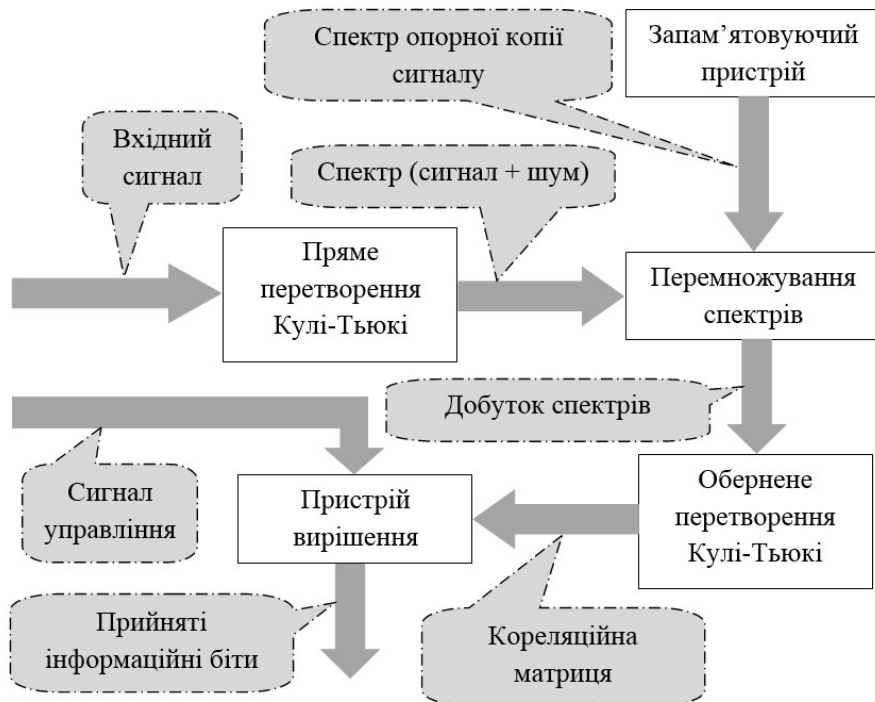 Спектр опорної копії
сигналу
Запам’ятовуючий
пристрій
Вхідний
сигнал
Спектр (сигнал + шум)
Пряме
перетворення
Кулі-Тьюкі
Перемножування
спектрів
Добуток спектрів
Сигнал
управління
Пристрій
вирішення
Обернене
перетворення
Кулі-Тьюкі
Прийняті
інформаційні біти
Кореляційна
матриця